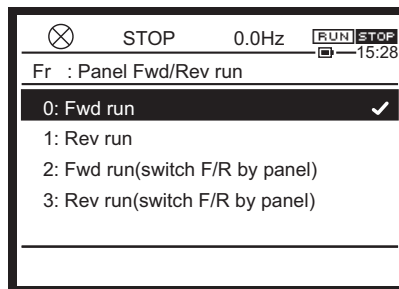 STOP 0.0Hz RUN STOP
15:28
Fr : Panel Fwd/Rev run
0: Fwd run
1: Rev run
2: Fwd run(switch F/R by panel)
3: Rev run(switch F/R by panel)